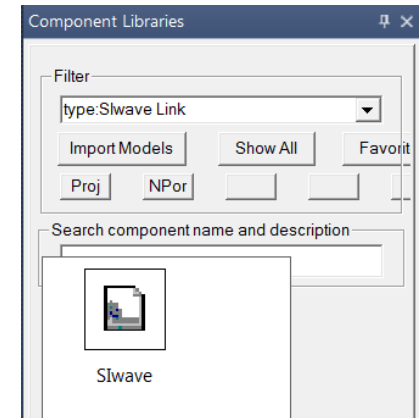 Component Libraries
Filter
type:SIwave Link
Import Models Show All Favorit
Proj NPor
Search component name and description
SIwave